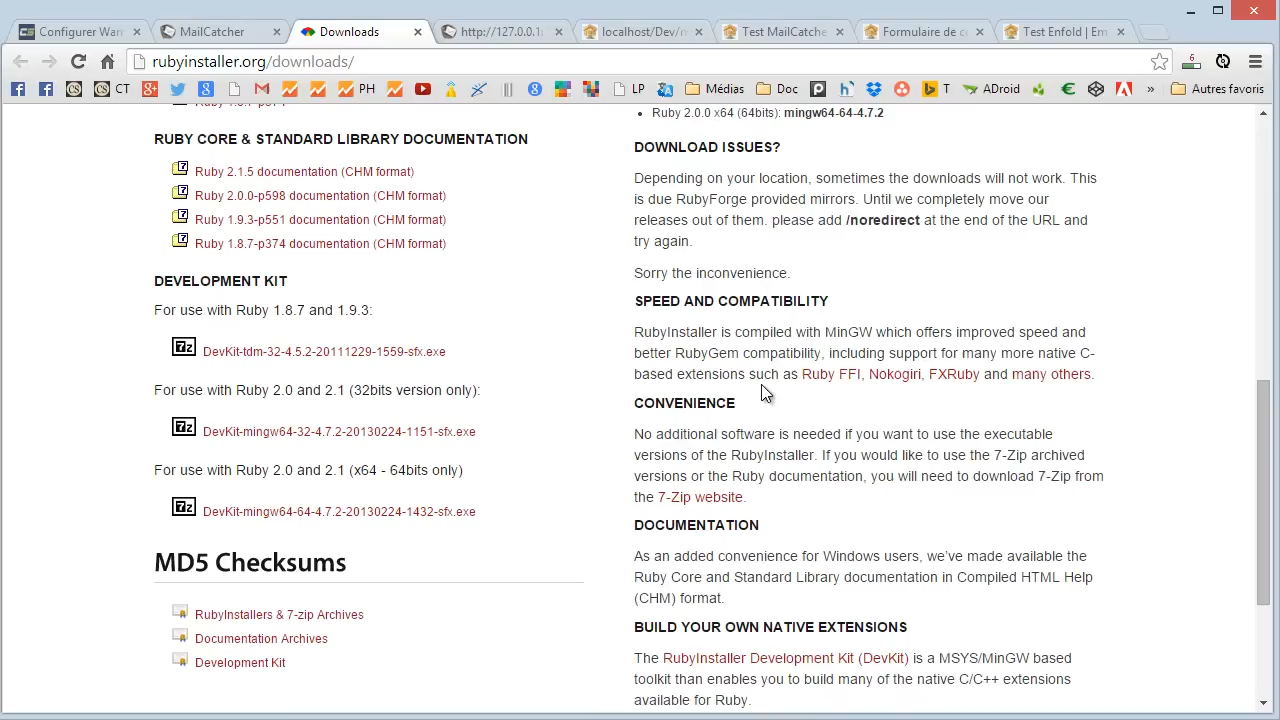 Configurer Wam
MailCatcher
Downloads
http://127.0.0.1:
localhost/Dev/m
Test MailCatche
Formulaire de c
Test Enfold | Em
rubyinstaller.org/downloads/
6
CT
PH
LP
Médias
Doc
T
ADroid
»
Autres favoris
RUBY CORE & STANDARD LIBRARY DOCUMENTATION
Ruby 2.1.5 documentation (CHM format)
Ruby 2.0.0-p598 documentation (CHM format)
Ruby 1.9.3-p551 documentation (CHM format)
Ruby 1.8.7-p374 documentation (CHM format)
DEVELOPMENT KIT
For use with Ruby 1.8.7 and 1.9.3:
DevKit-tdm-32-4.5.2-20111229-1559-sfx.exe
For use with Ruby 2.0 and 2.1 (32bits version only):
DevKit-mingw64-32-4.7.2-20130224-1151-sfx.exe
For use with Ruby 2.0 and 2.1 (x64 - 64bits only)
DevKit-mingw64-64-4.7.2-20130224-1432-sfx.exe
MD5 Checksums
RubyInstallers & 7-zip Archives
Documentation Archives
Development Kit
• Ruby 2.0.0 x64 (64bits): mingw64-64-4.7.2
DOWNLOAD ISSUES?
Depending on your location, sometimes the downloads will not work. This
is due RubyForge provided mirrors. Until we completely move our
releases out of them. please add /noredirect at the end of the URL and
try again.
Sorry the inconvenience.
SPEED AND COMPATIBILITY
RubyInstaller is compiled with MinGW which offers improved speed and
better RubyGem compatibility, including support for many more native C-
based extensions such as Ruby FFI, Nokogiri, FXRuby and many others.
CONVENIENCE
No additional software is needed if you want to use the executable
versions of the RubyInstaller. If you would like to use the 7-Zip archived
versions or the Ruby documentation, you will need to download 7-Zip from
the 7-Zip website.
DOCUMENTATION
As an added convenience for Windows users, we've made available the
Ruby Core and Standard Library documentation in Compiled HTML Help
(CHM) format.
BUILD YOUR OWN NATIVE EXTENSIONS
The RubyInstaller Development Kit (DevKit) is a MSYS/MinGW based
toolkit than enables you to build many of the native C/C++ extensions
available for Ruby.